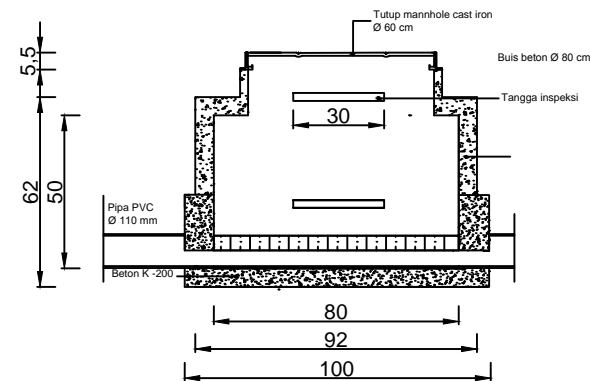 Tutup mannhole cast iron
Ø 60 cm
5,5
Buis beton Ø 80 cm
Tangga inspeksi
30
62
50
Pipa PVC
Ø 110 mm
Beton K -200
80
92
100